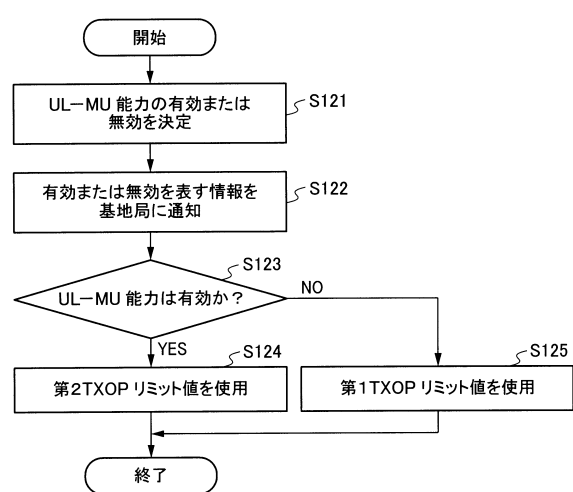 開始
UL－MU 能力の有効または
無効を決定
S121
有効または無効を表す情報を
基地局に通知
S122
S123
UL－MU 能力は有効か？
NO
YES
S124
第２TXOP リミット値を使用
S125
第１TXOP リミット値を使用
終了